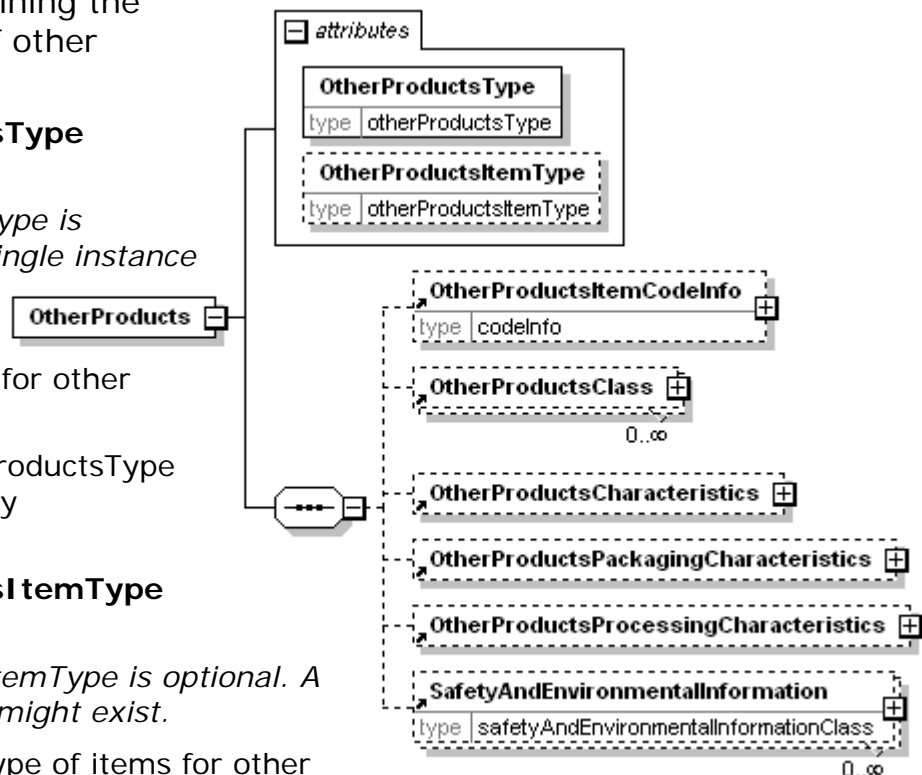 ining the
other
sType
ype is
ingle instance
for other
roductsType
y
sItemType
temType is optional. A
might exist.
ype of items for other
attributes
OtherProductsType
type otherProductsType
OtherProductsItemType
type otherProductsItemType
OtherProducts
OtherProductsItemCodeInfo
type codeInfo
OtherProductsClass
0..∞
OtherProductsCharacteristics
OtherProductsPackagingCharacteristics
OtherProductsProcessingCharacteristics
SafetyAndEnvironmentalInformation
type safetyAndEnvironmentalInformationClass
0..∞